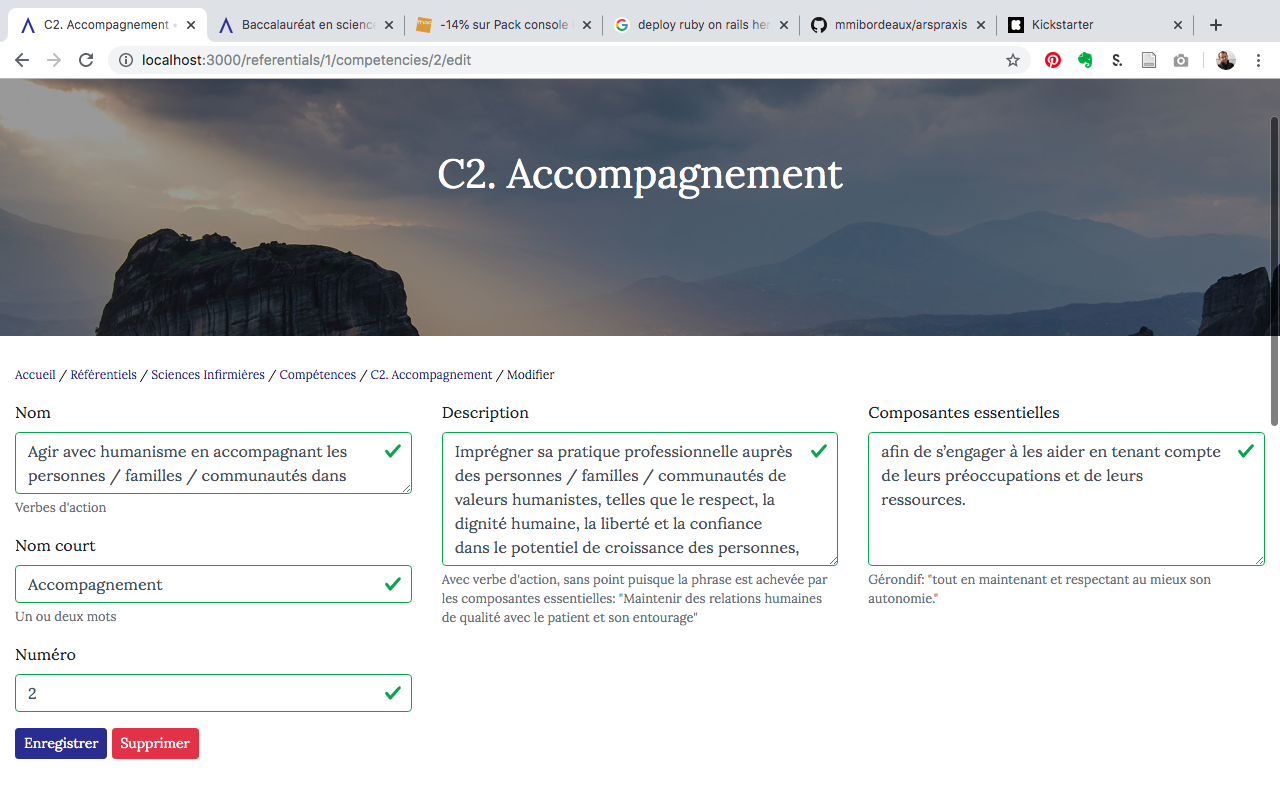 C2. Accompagnement
Baccalauréat en science
-14% sur Pack console
deploy ruby on rails her
mmibordeaux/arspraxis
Kickstarter
localhost:3000/referentials/1/competencies/2/edit
C2. Accompagnement
Accueil / Référentiels / Sciences Infirmières / Compétences / C2. Accompagnement / Modifier
Nom
Agir avec humanisme en accompagnant les
personnes / familles / communautés dans
Verbes d'action
Nom court
Accompagnement
Un ou deux mots
Numéro
2
Enregistrer Supprimer
Description
Imprégner sa pratique professionnelle auprès
des personnes / familles / communautés de
valeurs humanistes, telles que le respect, la
dignité humaine, la liberté et la confiance
dans le potentiel de croissance des personnes,
Avec verbe d'action, sans point puisque la phrase est achevée par
les composantes essentielles: "Maintenir des relations humaines
de qualité avec le patient et son entourage"
Composantes essentielles
afin de s’engager à les aider en tenant compte
de leurs préoccupations et de leurs
ressources.
Gérondif: "tout en maintenant et respectant au mieux son
autonomie."